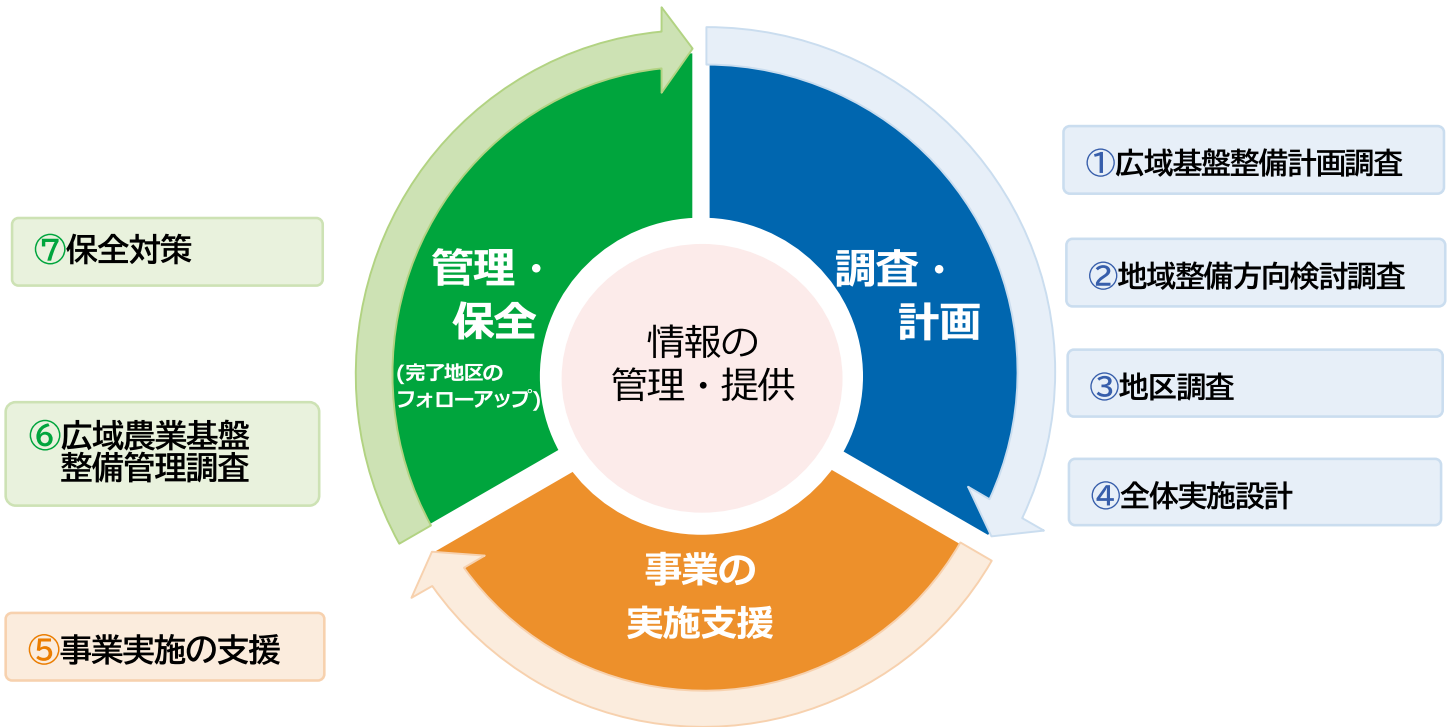 ①広域基盤整備計画調査
②地域整備方向検討調査
③地区調査
④全体実施設計
⑤事業実施の支援
⑥広域農業基盤
整備管理調査
⑦保全対策
調査・
計画
事業の
実施支援
管理・
保全
(完了地区の
フォローアップ)
情報の
管理・提供